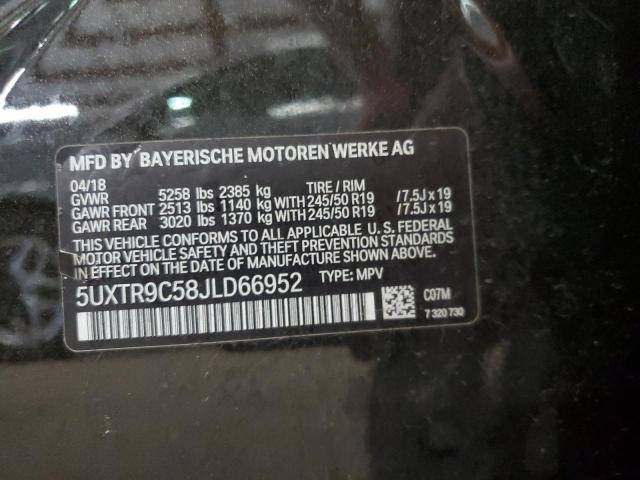 MFD BY BAYERISCHE MOTOREN WERKE AG
04/18
GVWR 5258 lbs 2385 kg TIRE / RIM
GAWR FRONT 2513 lbs 1140 kg WITH 245/50 R19 /7.5J x 19
GAWR REAR 3020 lbs 1370 kg WITH 245/50 R19 /7.5J x 19
THIS VEHICLE CONFORMS TO ALL APPLICABLE U. S. FEDERAL
MOTOR VEHICLE SAFETY AND THEFT PREVENTION STANDARDS
IN EFFECT ON THE DATE OF MANUFACTURE SHOWN ABOVE.
5UXTR9C58JLD66952 TYPE: MPV
C07M
7 320 730